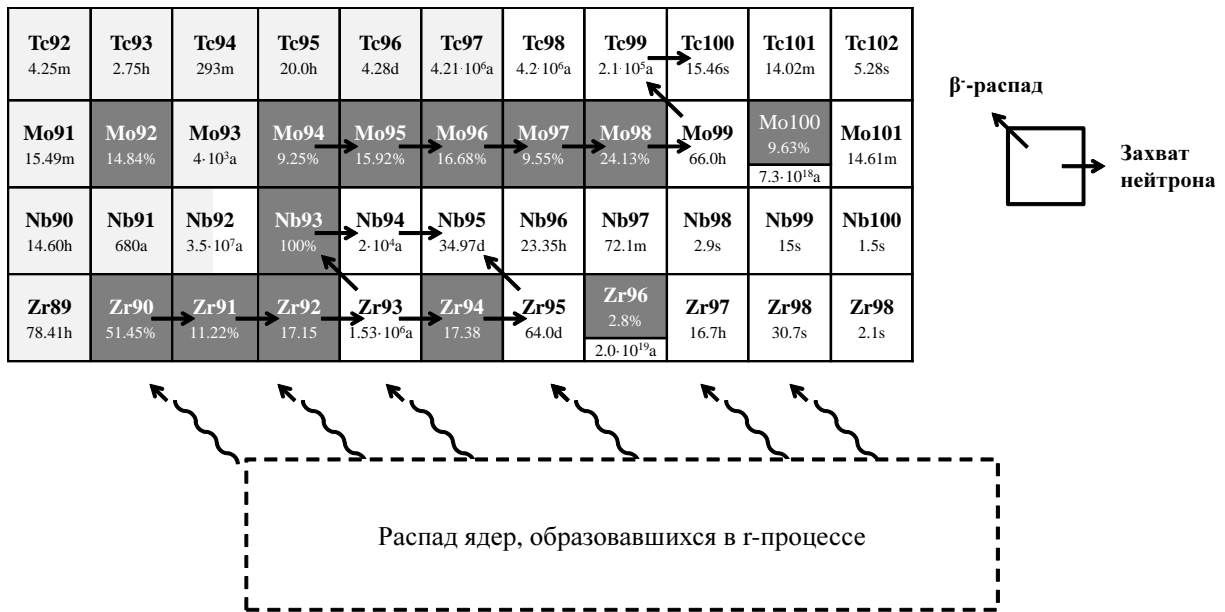 Tc92 Tc93 Tc94 Tc95 Tc96 Tc97 Tc98 Tc99 Tc100 Tc101 Tc102
4.25m 2.75h 293m 20.0h 4.28d 4.21·10⁶a 4.2·10⁶a 2.1·10⁵a 15.46s 14.02m 5.28s
β⁻-распад
Mo91 Mo92 Mo93 Mo94 Mo95 Mo96 Mo97 Mo98 Mo99 Mo100 Mo101
15.49m 14.84% 4·10³a 9.25% 15.92% 16.68% 9.55% 24.13% 66.0h 9.63% 14.61m
7.3·10¹⁸a
Захват
нейтрона
Nb90 Nb91 Nb92 Nb93 Nb94 Nb95 Nb96 Nb97 Nb98 Nb99 Nb100
14.60h 680a 3.5·10⁷a 100% 2·10⁴a 34.97d 23.35h 72.1m 2.9s 15s 1.5s
Zr89 Zr90 Zr91 Zr92 Zr93 Zr94 Zr95 Zr96 Zr97 Zr98 Zr98
78.41h 51.45% 11.22% 17.15 1.53·10⁶a 17.38 64.0d 2.8% 16.7h 30.7s 2.1s
2.0·10¹⁹a
Распад ядер, образовавшихся в r-процессе